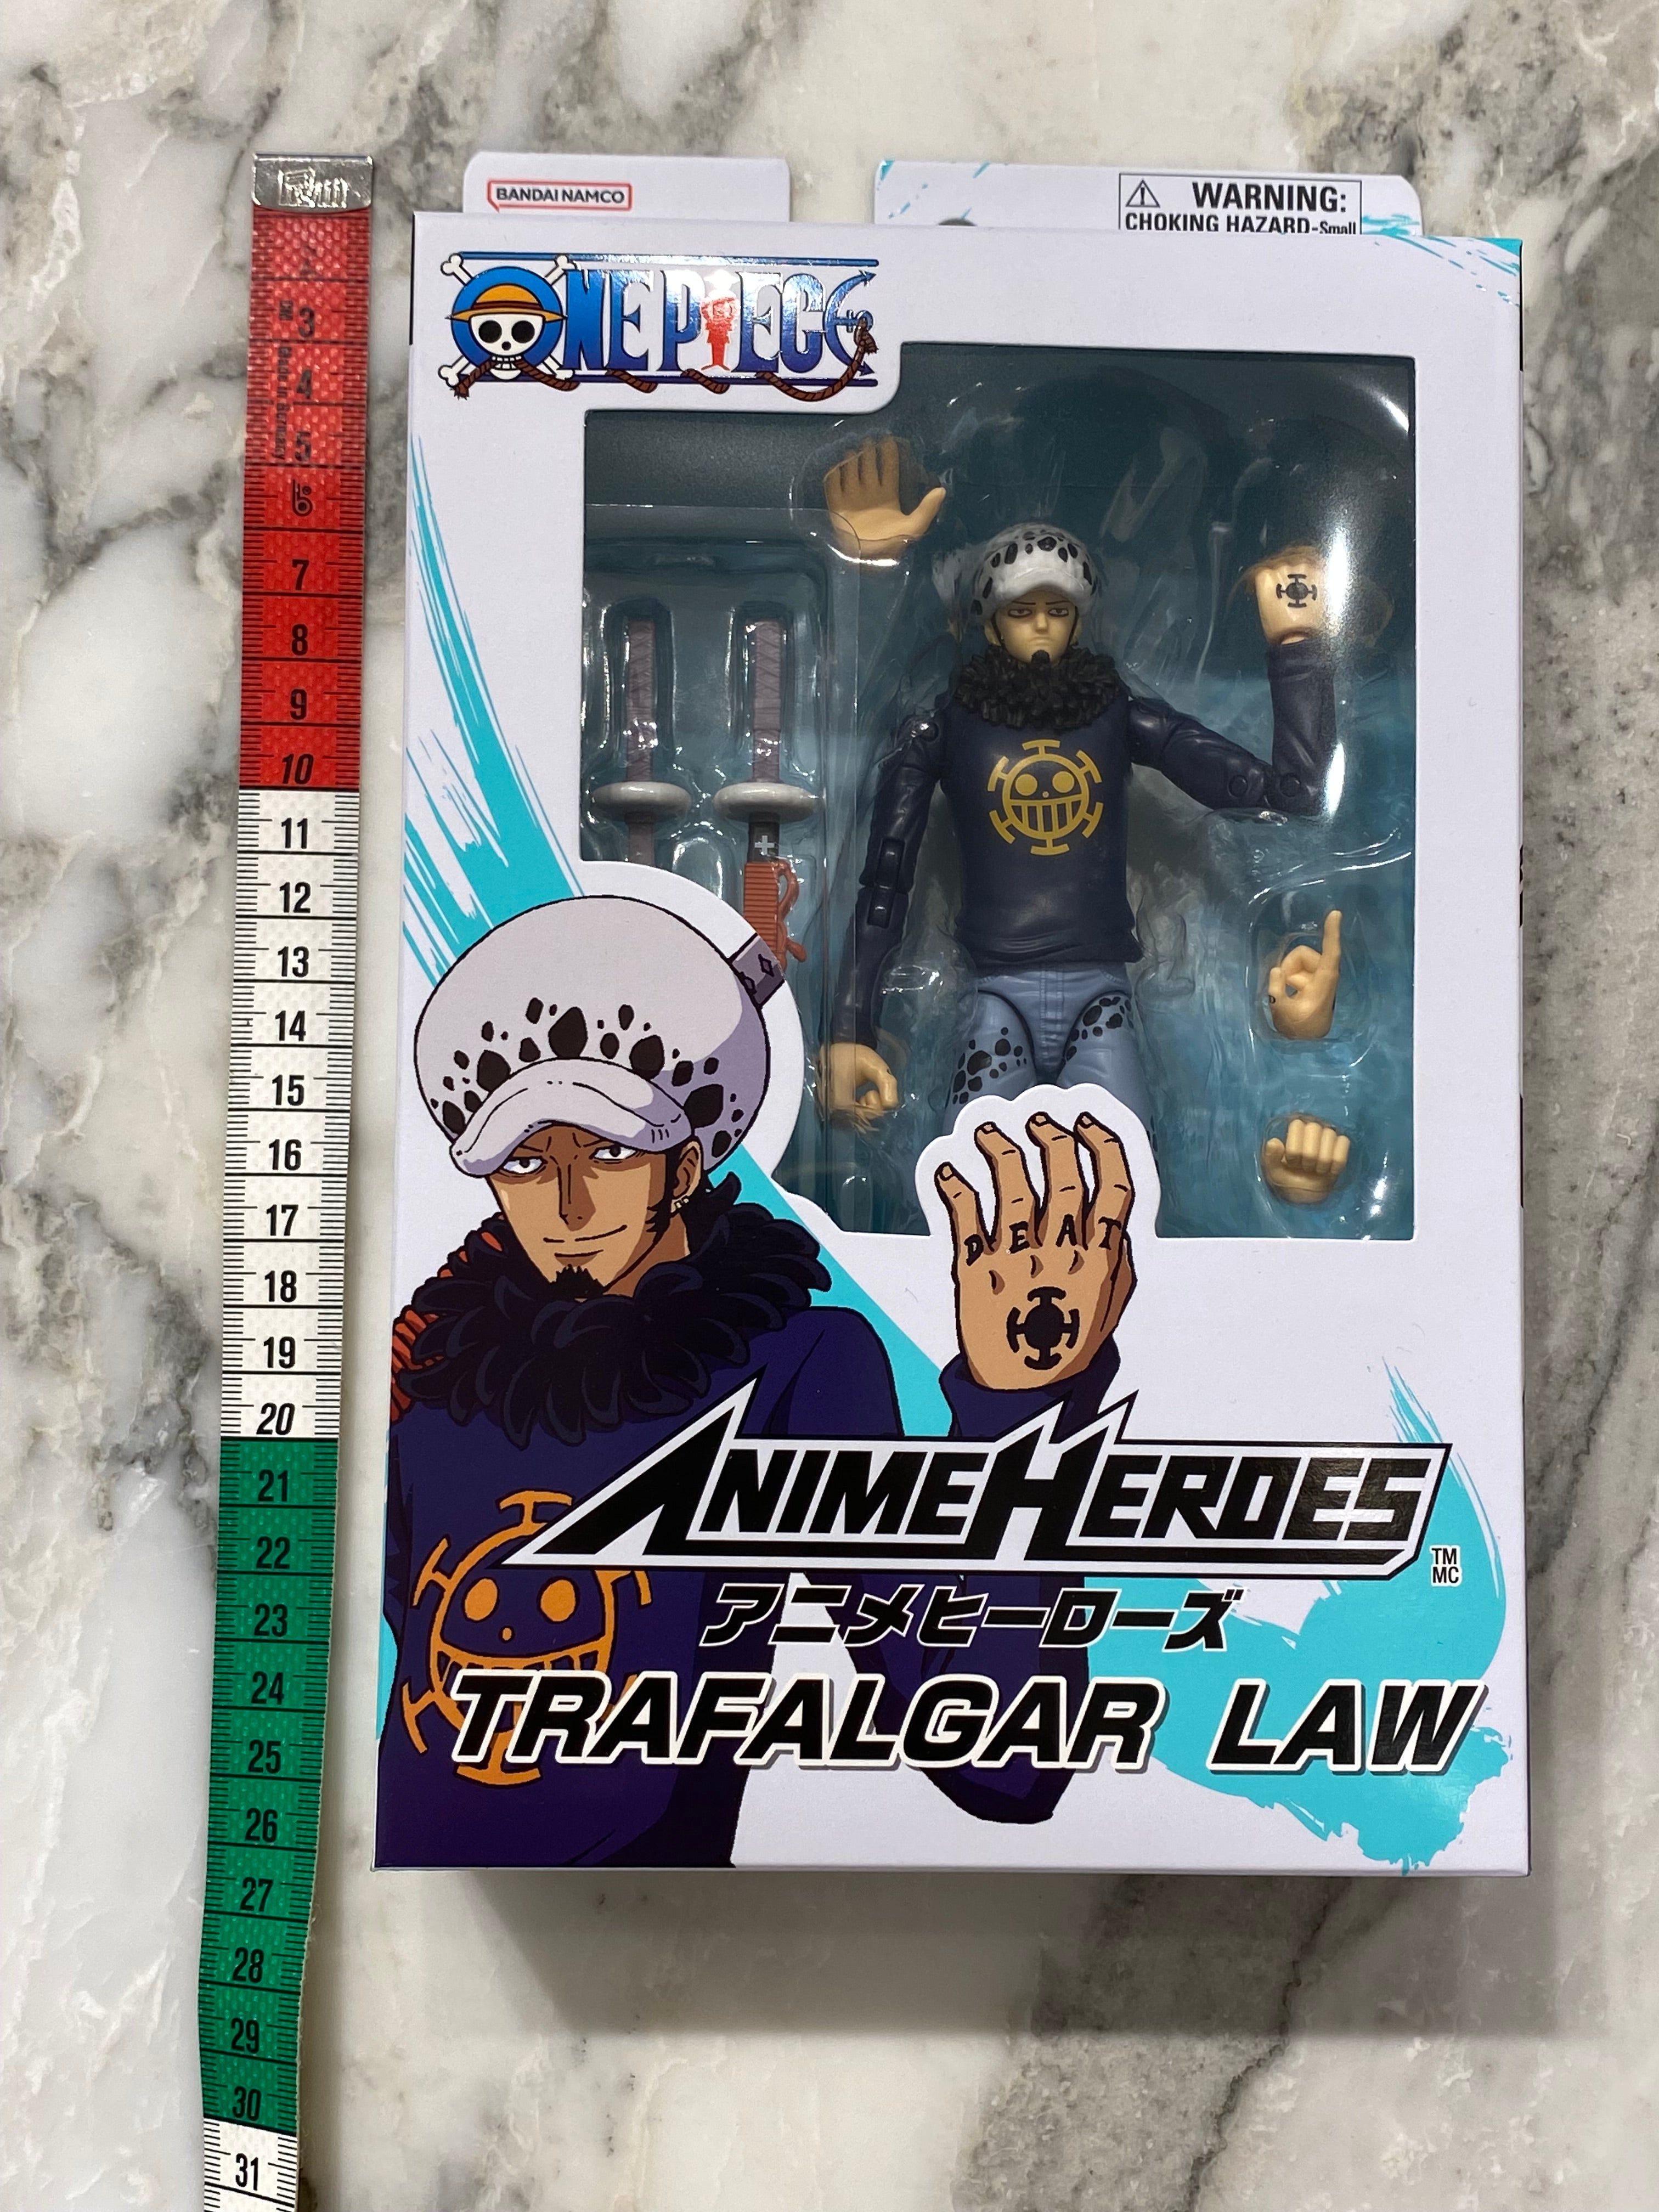 BANDAI NAMCO
WARNING:
CHOKING HAZARD-Small
ONE PIECE
DEAT
ANIME HEROES
TM
MC
アニメヒーローズ
TRAFALGAR LAW
3
4
5
6
7
8
9
10
11
12
13
14
15
16
17
18
19
20
21
22
23
24
25
26
27
28
29
30
31